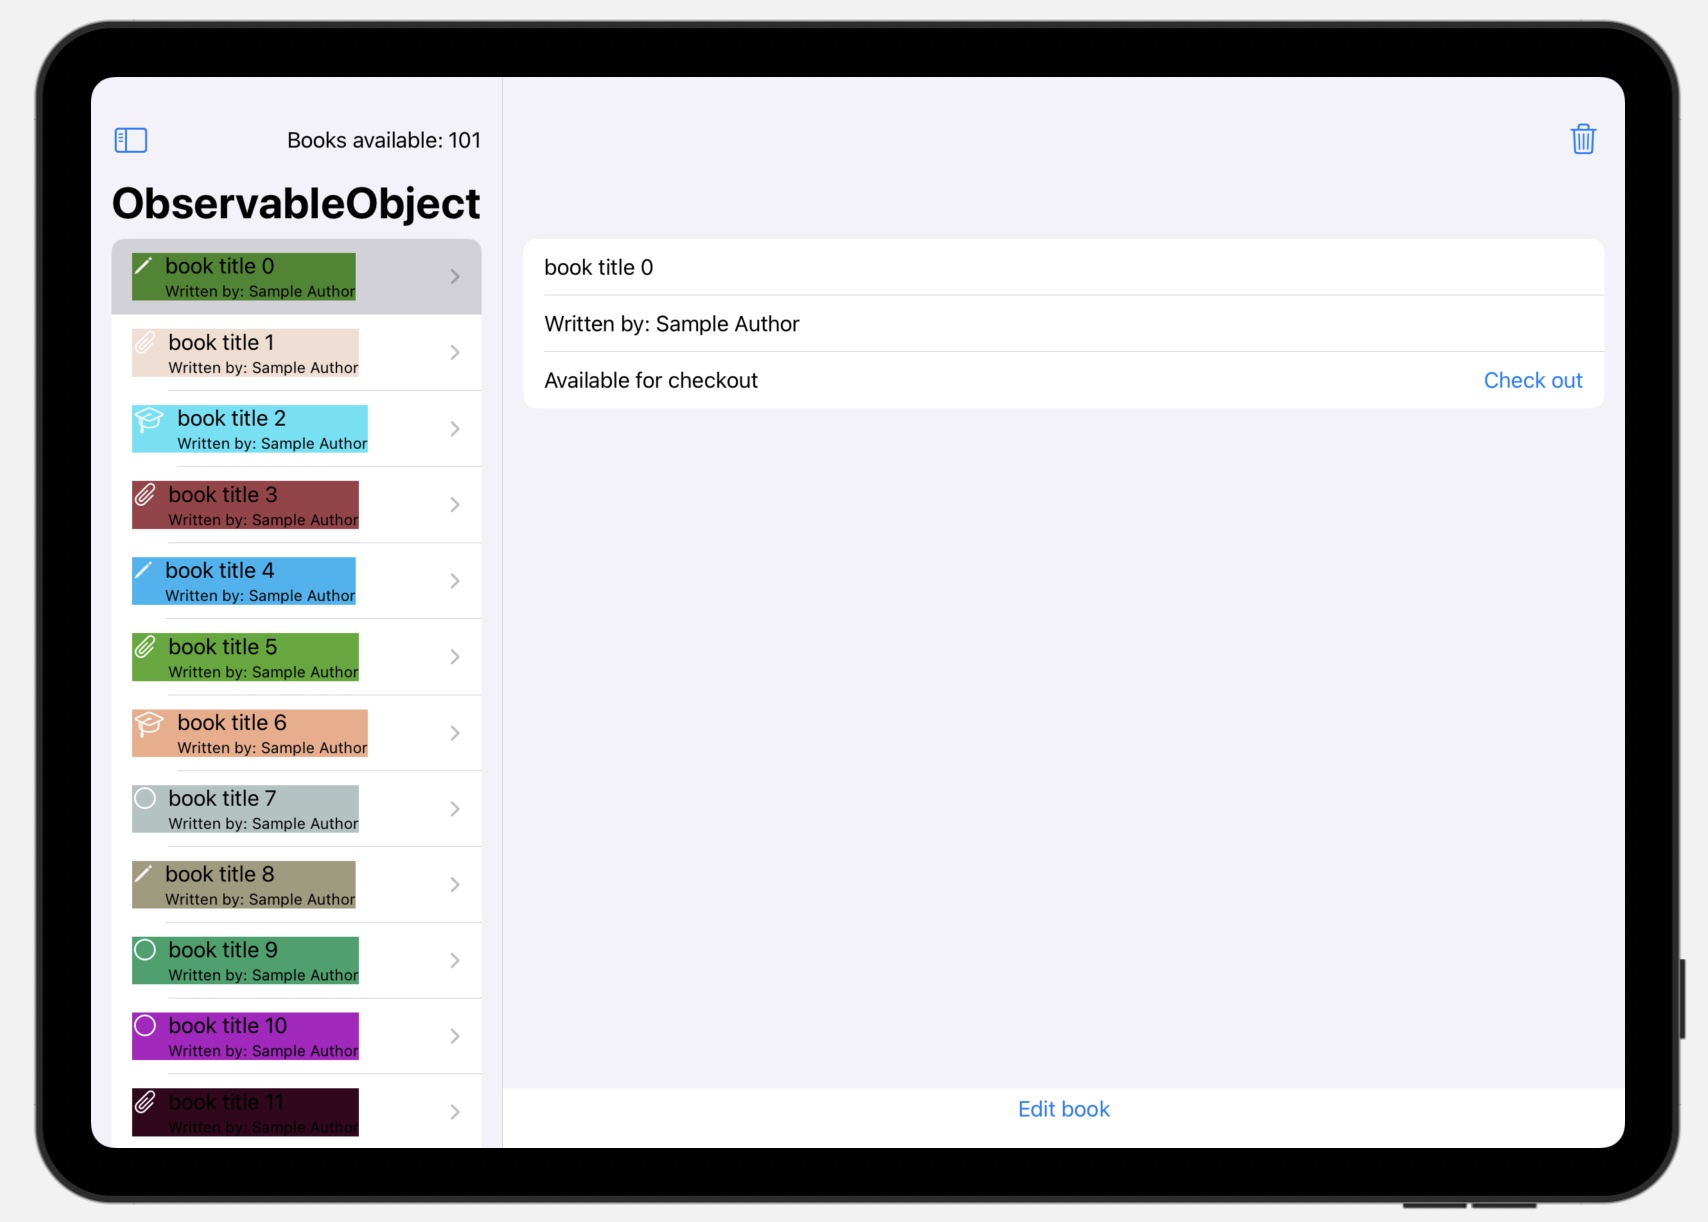 Books available: 101
ObservableObject
book title 0
Written by: Sample Author
book title 1
Written by: Sample Author
book title 2
Written by: Sample Author
book title 3
Written by: Sample Author
book title 4
Written by: Sample Author
book title 5
Written by: Sample Author
book title 6
Written by: Sample Author
book title 7
Written by: Sample Author
book title 8
Written by: Sample Author
book title 9
Written by: Sample Author
book title 10
Written by: Sample Author
book title 11
Written by: Sample Author
book title 0
Written by: Sample Author
Available for checkout
Check out
Edit book